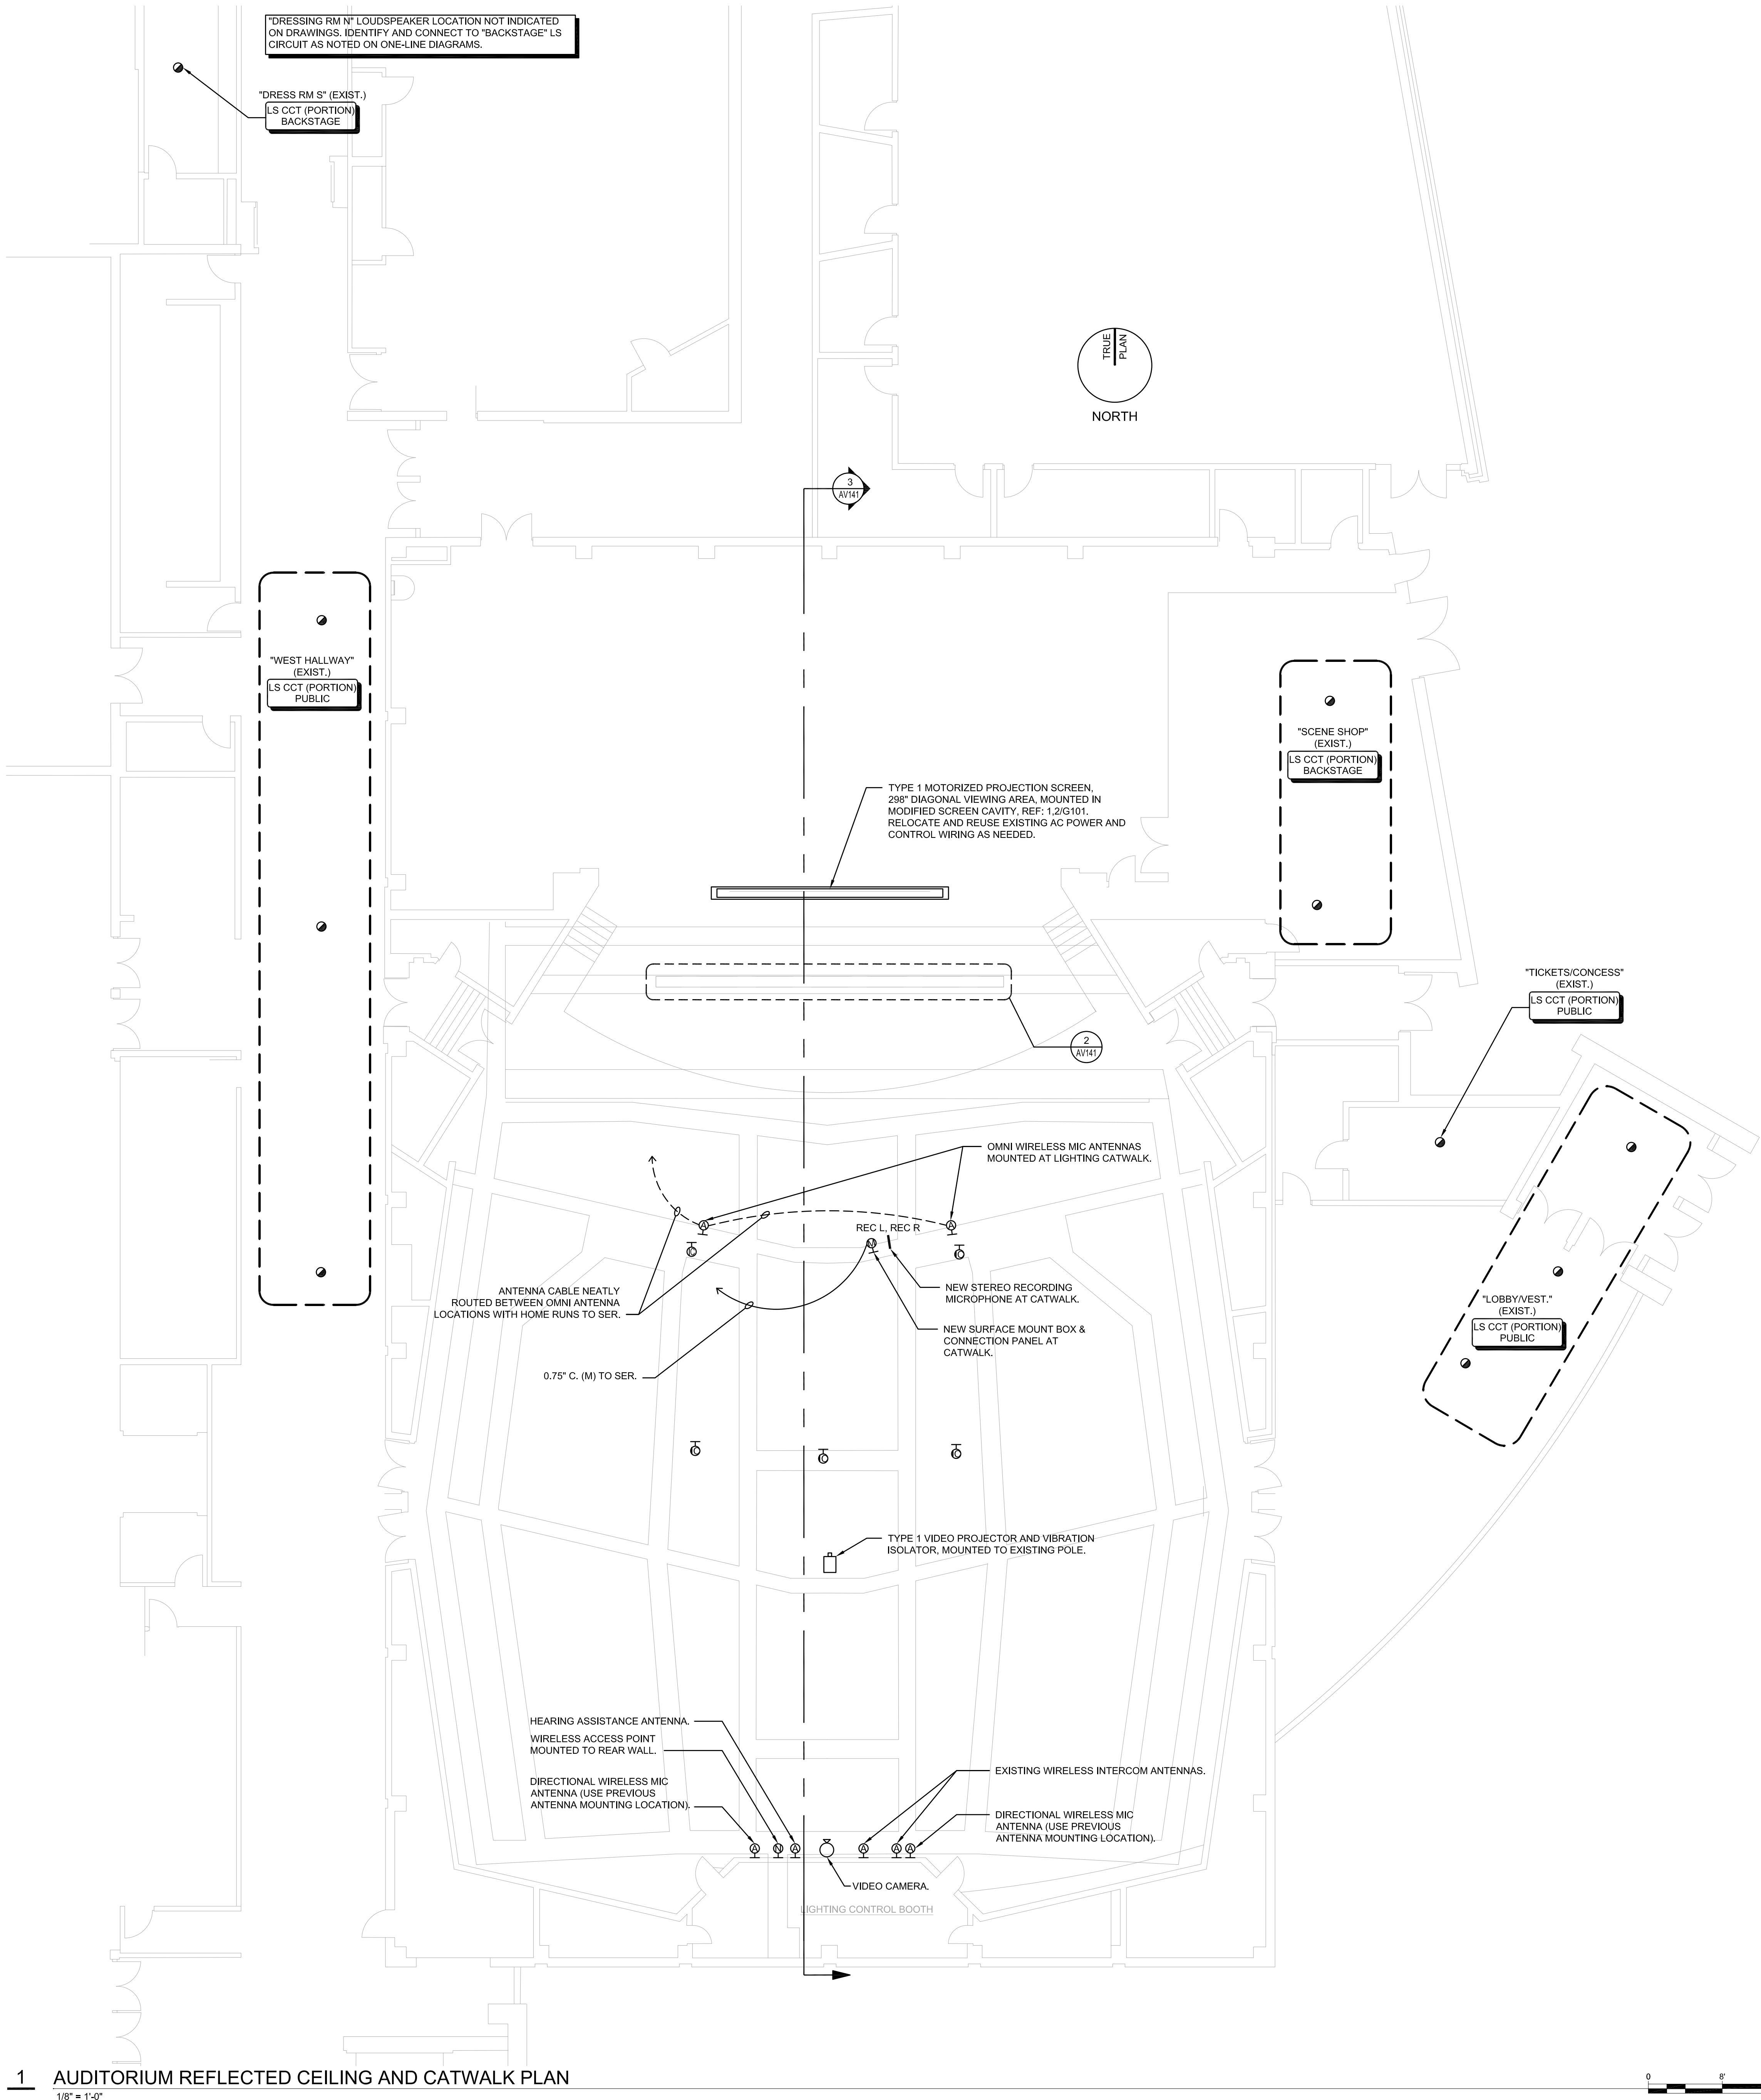 "DRESSING RM N" LOUDSPEAKER LOCATION NOT INDICATED
ON DRAWINGS. IDENTIFY AND CONNECT TO "BACKSTAGE" LS
CIRCUIT AS NOTED ON ONE-LINE DIAGRAMS.
"DRESS RM S" (EXIST.)
LS CCT (PORTION)
BACKSTAGE
TRUE
PLAN
NORTH
3
AV141
"WEST HALLWAY"
(EXIST.)
LS CCT (PORTION)
PUBLIC
"SCENE SHOP"
(EXIST.)
LS CCT (PORTION)
BACKSTAGE
TYPE 1 MOTORIZED PROJECTION SCREEN,
298" DIAGONAL VIEWING AREA, MOUNTED IN
MODIFIED SCREEN CAVITY, REF: 1,2/G101.
RELOCATE AND REUSE EXISTING AC POWER AND
CONTROL WIRING AS NEEDED.
"TICKETS/CONCESS"
(EXIST.)
LS CCT (PORTION)
PUBLIC
2
AV141
OMNI WIRELESS MIC ANTENNAS
MOUNTED AT LIGHTING CATWALK.
A
A
REC L, REC R
M
C
C
ANTENNA CABLE NEATLY
ROUTED BETWEEN OMNI ANTENNA
LOCATIONS WITH HOME RUNS TO SER.
NEW STEREO RECORDING
MICROPHONE AT CATWALK.
NEW SURFACE MOUNT BOX &
CONNECTION PANEL AT
CATWALK.
"LOBBY/VEST."
(EXIST.)
LS CCT (PORTION)
PUBLIC
0.75" C. (M) TO SER.
C
C
C
TYPE 1 VIDEO PROJECTOR AND VIBRATION
ISOLATOR, MOUNTED TO EXISTING POLE.
HEARING ASSISTANCE ANTENNA.
WIRELESS ACCESS POINT
MOUNTED TO REAR WALL.
DIRECTIONAL WIRELESS MIC
ANTENNA (USE PREVIOUS
ANTENNA MOUNTING LOCATION).
EXISTING WIRELESS INTERCOM ANTENNAS.
DIRECTIONAL WIRELESS MIC
ANTENNA (USE PREVIOUS
ANTENNA MOUNTING LOCATION).
A N A A A A
VIDEO CAMERA.
LIGHTING CONTROL BOOTH
1 AUDITORIUM REFLECTED CEILING AND CATWALK PLAN
1/8" = 1'-0"
0 8'